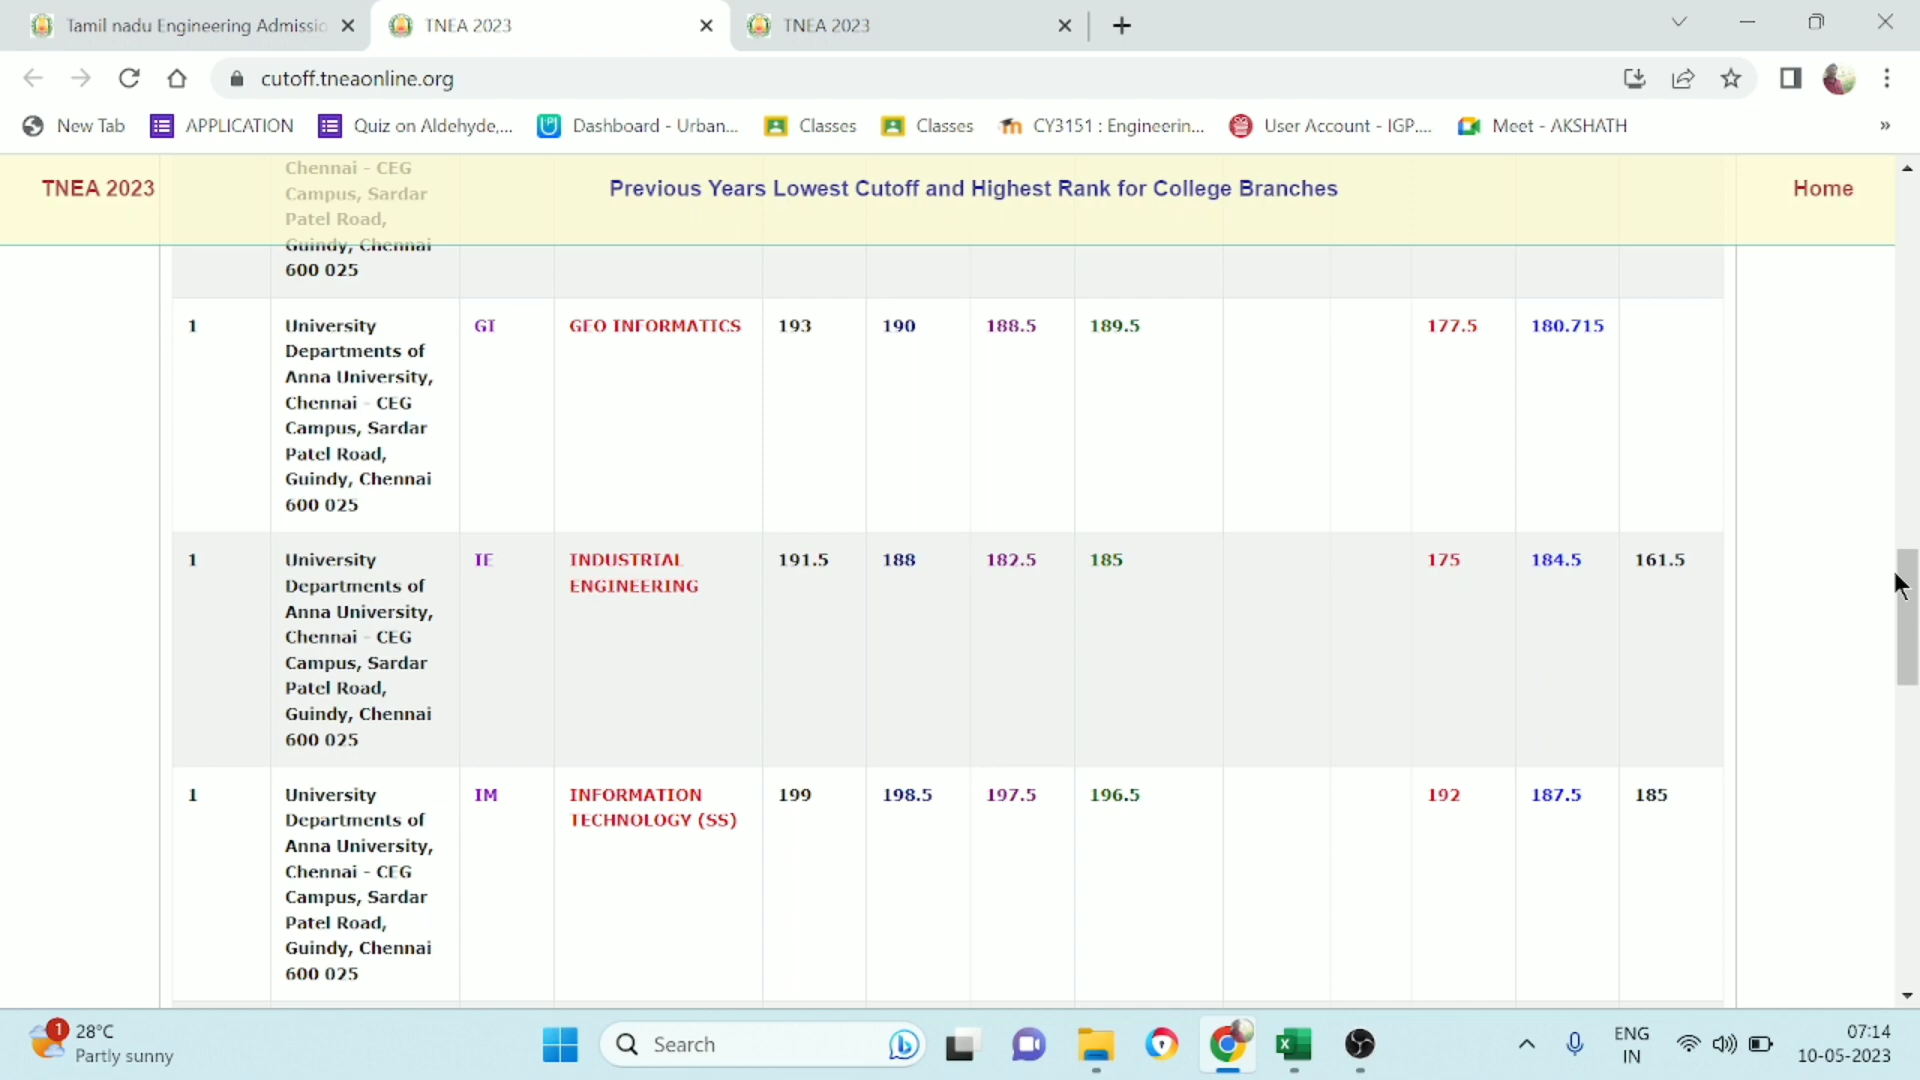 Tamil nadu Engineering Admissio
TNEA 2023
TNEA 2023
cutoff.tneaonline.org
New Tab
APPLICATION
Quiz on Aldehyde,...
Dashboard - Urban...
Classes
Classes
CY3151 : Engineerin...
User Account - IGP....
Meet - AKSHATH
»
TNEA 2023
Previous Years Lowest Cutoff and Highest Rank for College Branches
Home
Chennai - CEG
Campus, Sardar
Patel Road,
Guindy, Chennai
600 025
1
University
Departments of
Anna University,
Chennai - CEG
Campus, Sardar
Patel Road,
Guindy, Chennai
600 025
GI
GEO INFORMATICS
193
190
188.5
189.5
177.5
180.715
1
University
Departments of
Anna University,
Chennai - CEG
Campus, Sardar
Patel Road,
Guindy, Chennai
600 025
IE
INDUSTRIAL
ENGINEERING
191.5
188
182.5
185
175
184.5
161.5
1
University
Departments of
Anna University,
Chennai - CEG
Campus, Sardar
Patel Road,
Guindy, Chennai
600 025
IM
INFORMATION
TECHNOLOGY (SS)
199
198.5
197.5
196.5
192
187.5
185
1
28°C
Partly sunny
Search
ENG
IN
07:14
10-05-2023